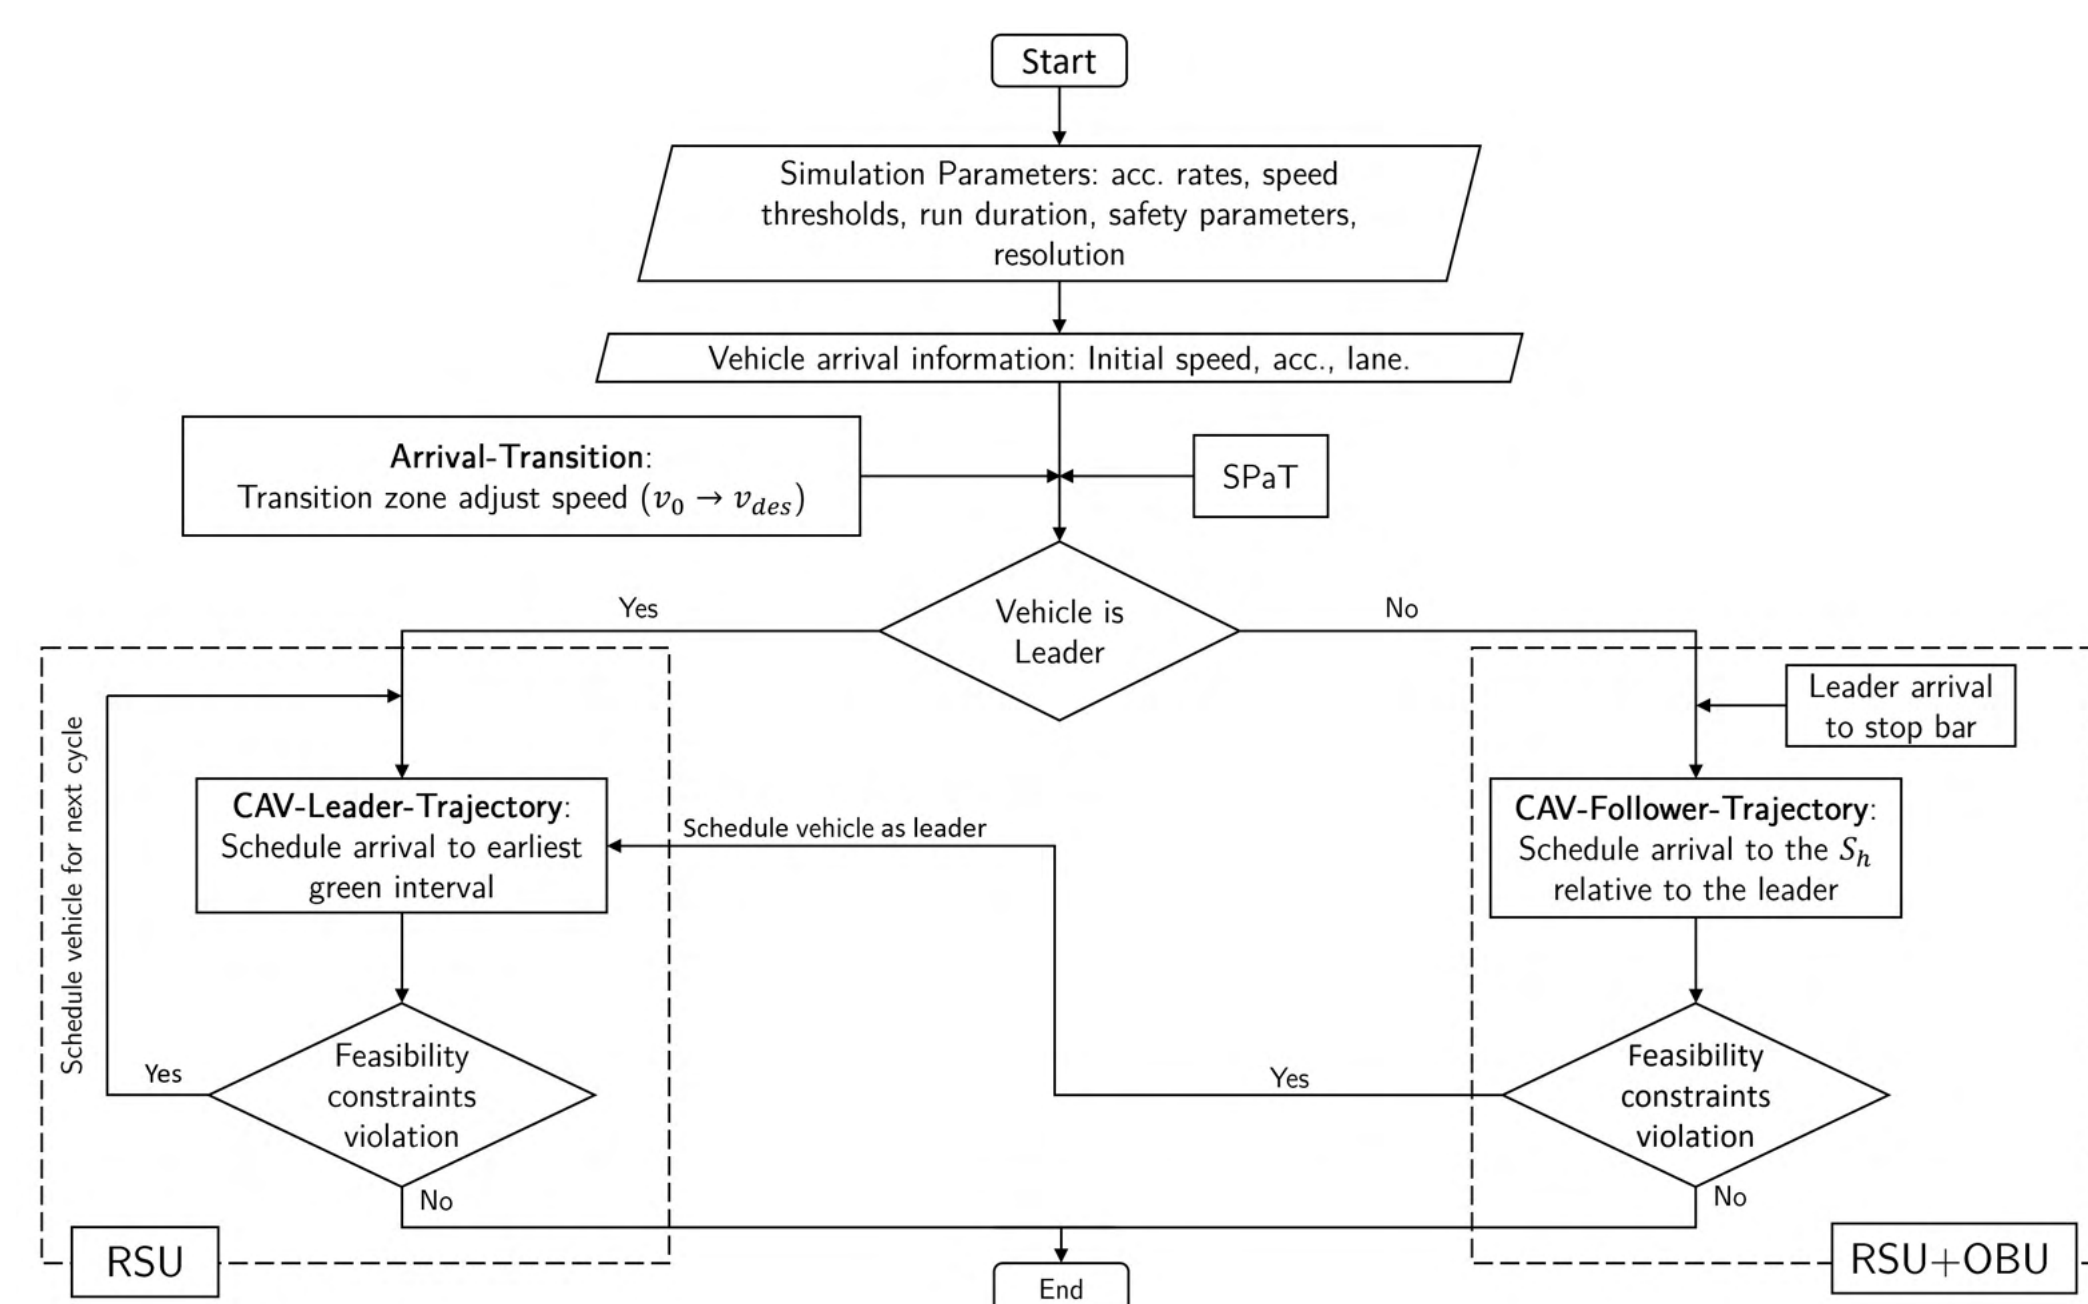 Start
Simulation Parameters: acc. rates, speed
thresholds, run duration, safety parameters,
resolution
Vehicle arrival information: Initial speed, acc., lane.
Arrival-Transition:
Transition zone adjust speed (v₀ → v_des)
SPaT
Vehicle is
Leader
Yes
No
Leader arrival
to stop bar
Schedule vehicle for next cycle
CAV-Leader-Trajectory:
Schedule arrival to earliest
green interval
Schedule vehicle as leader
CAV-Follower-Trajectory:
Schedule arrival to the S_h
relative to the leader
Feasibility
constraints
violation
Yes
No
Feasibility
constraints
violation
Yes
No
RSU
RSU+OBU
End